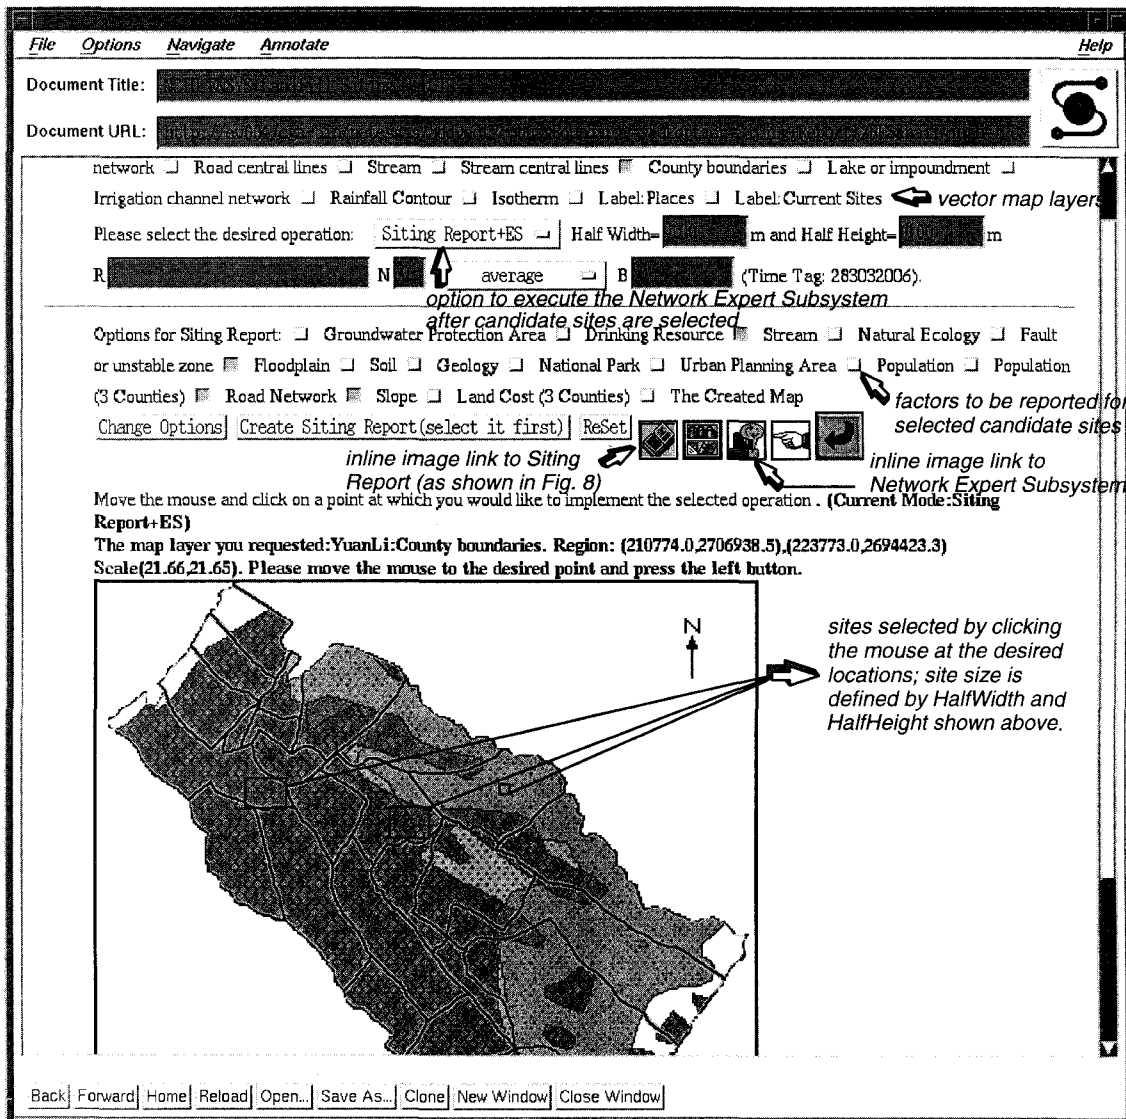 File Options Navigate Annotate Help
Document Title:
Document URL:
network Road central lines Stream Stream central lines County boundaries Lake or impoundment
Irrigation channel network Rainfall Contour Isotherm Label:Places Label:Current Sites vector map layers
Please select the desired operation: Siting Report+ES Half Width= m and Half Height= m
R N average B (Time Tag: 283032006).
option to execute the Network Expert Subsystem
after candidate sites are selected
Options for Siting Report: Groundwater Protection Area Drinking Resource Stream Natural Ecology Fault
or unstable zone Floodplain Soil Geology National Park Urban Planning Area Population Population
(3 Counties) Road Network Slope Land Cost (3 Counties) The Created Map
factors to be reported for
selected candidate sites
Change Options Create Siting Report(select it first) ReSet
inline image link to Siting
Report (as shown in Fig. 8)
inline image link to
Network Expert Subsystem
Move the mouse and click on a point at which you would like to implement the selected operation . (Current Mode:Siting
Report+ES)
The map layer you requested:YuanLi:County boundaries. Region: (210774.0,2706938.5),(223773.0,2694423.3)
Scale(21.66,21.65). Please move the mouse to the desired point and press the left button.
N
sites selected by clicking
the mouse at the desired
locations; site size is
defined by HalfWidth and
HalfHeight shown above.
Back Forward Home Reload Open... Save As... Clone New Window Close Window